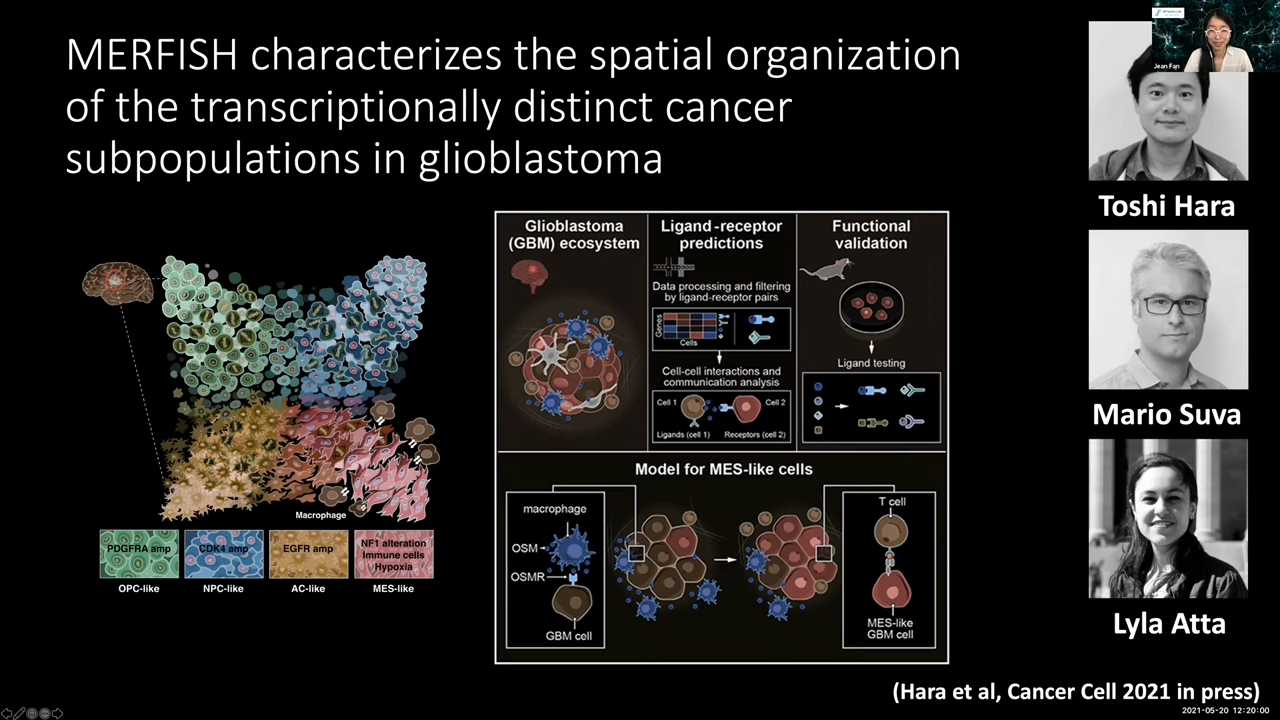 MERFISH characterizes the spatial organization
of the transcriptionally distinct cancer
subpopulations in glioblastoma
Jean Fan
Toshi Hara
Mario Suva
Lyla Atta
Macrophage
PDGFRA amp
CDK4 amp
EGFR amp
NF1 alteration
Immune cells
Hypoxia
OPC-like
NPC-like
AC-like
MES-like
Glioblastoma
(GBM) ecosystem
Ligand-receptor
predictions
Data processing and filtering
by ligand-receptor pairs
Genes
Cells
Cell-cell interactions and
communication analysis
Cell 1
Cell 2
Ligands (cell 1)
Receptors (cell 2)
Functional
validation
Ligand testing
Model for MES-like cells
macrophage
OSM
OSMR
GBM cell
T cell
MES-like
GBM cell
(Hara et al, Cancer Cell 2021 in press)
2021-05-20 12:20:00